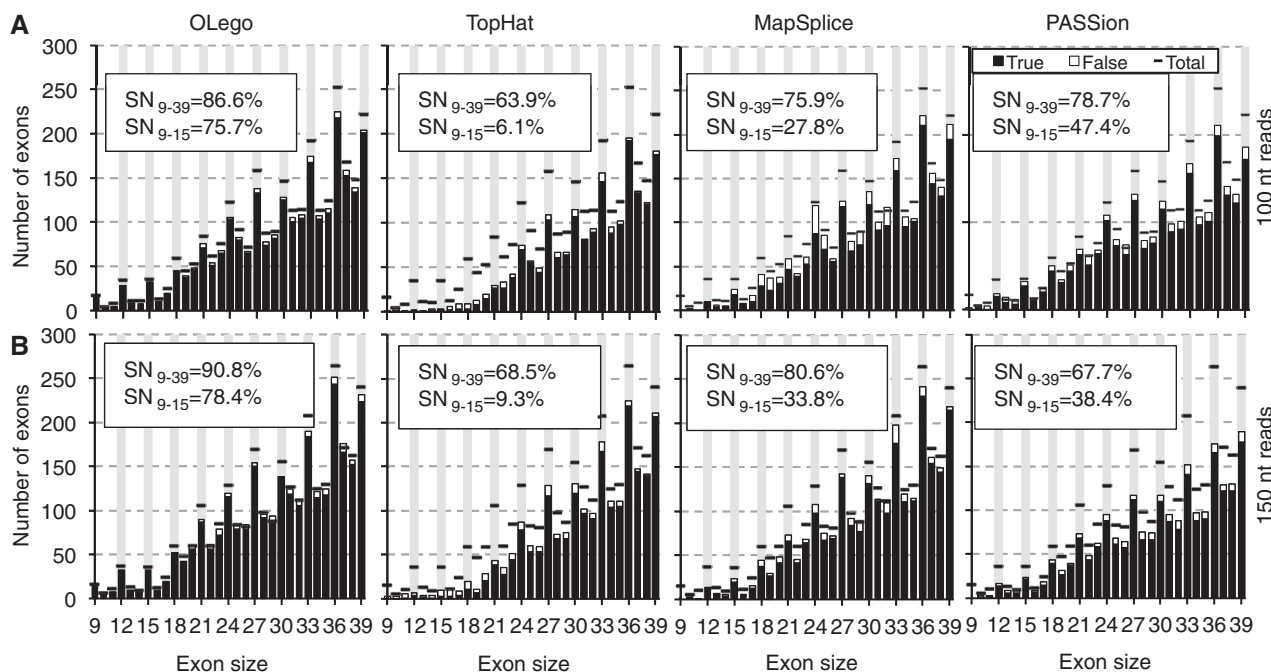 A
OLego TopHat MapSplice PASSion
True False Total
SN 9-39=86.6%
SN 9-15=75.7%
SN 9-39=63.9%
SN 9-15=6.1%
SN 9-39=75.9%
SN 9-15=27.8%
SN 9-39=78.7%
SN 9-15=47.4%
300
250
200
150
100
50
0
Number of exons
100 nt reads
B
SN 9-39=90.8%
SN 9-15=78.4%
SN 9-39=68.5%
SN 9-15=9.3%
SN 9-39=80.6%
SN 9-15=33.8%
SN 9-39=67.7%
SN 9-15=38.4%
300
250
200
150
100
50
0
Number of exons
150 nt reads
9 12 15 18 21 24 27 30 33 36 39 9 12 15 18 21 24 27 30 33 36 39 9 12 15 18 21 24 27 30 33 36 39 9 12 15 18 21 24 27 30 33 36 39
Exon size Exon size Exon size Exon size